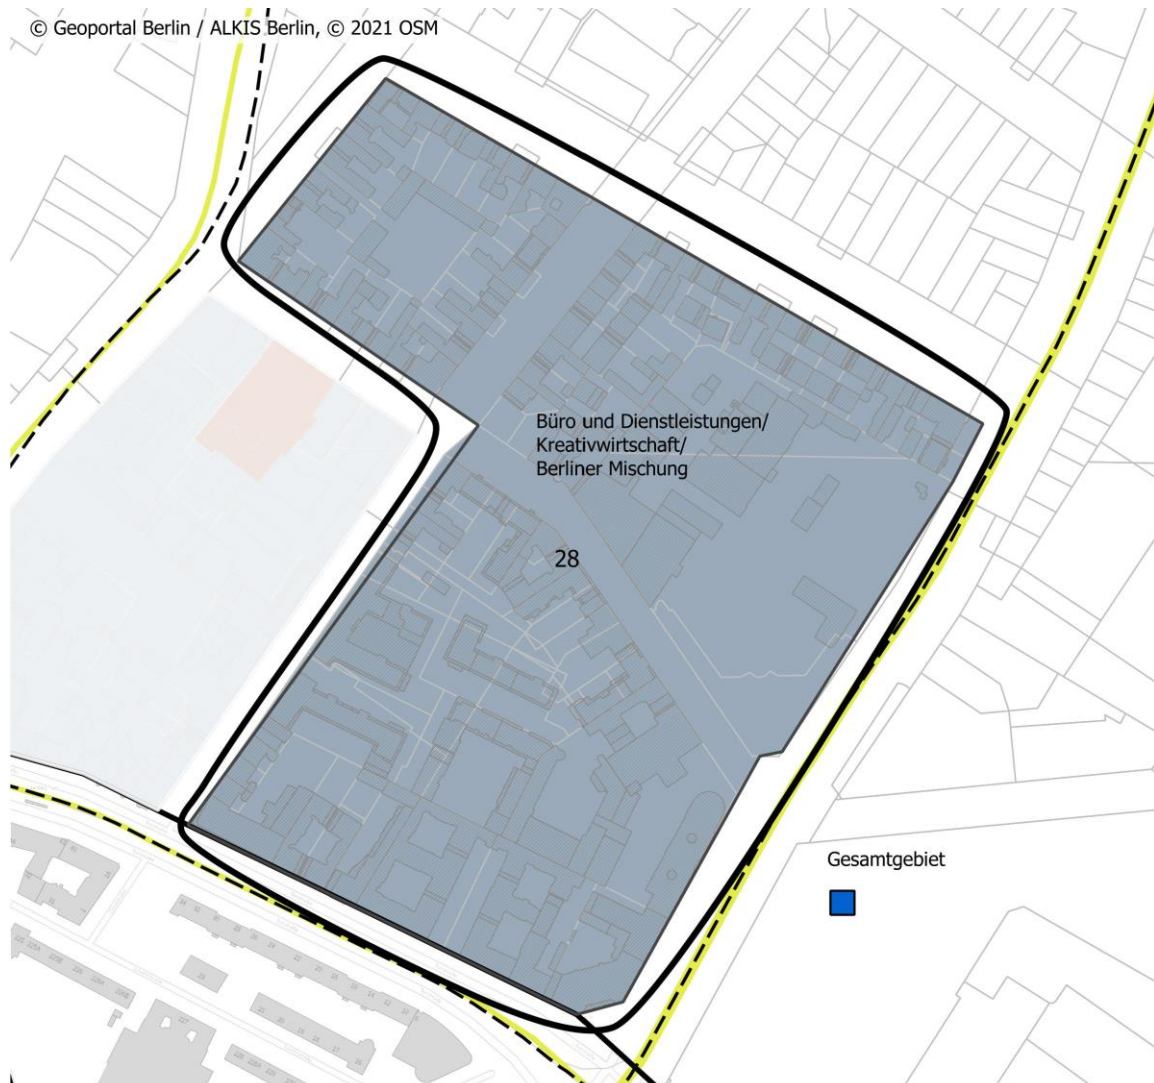 © Geoportal Berlin / ALKIS Berlin, © 2021 OSM
Büro und Dienstleistungen/
Kreativwirtschaft/
Berliner Mischung
28
Gesamtgebiet